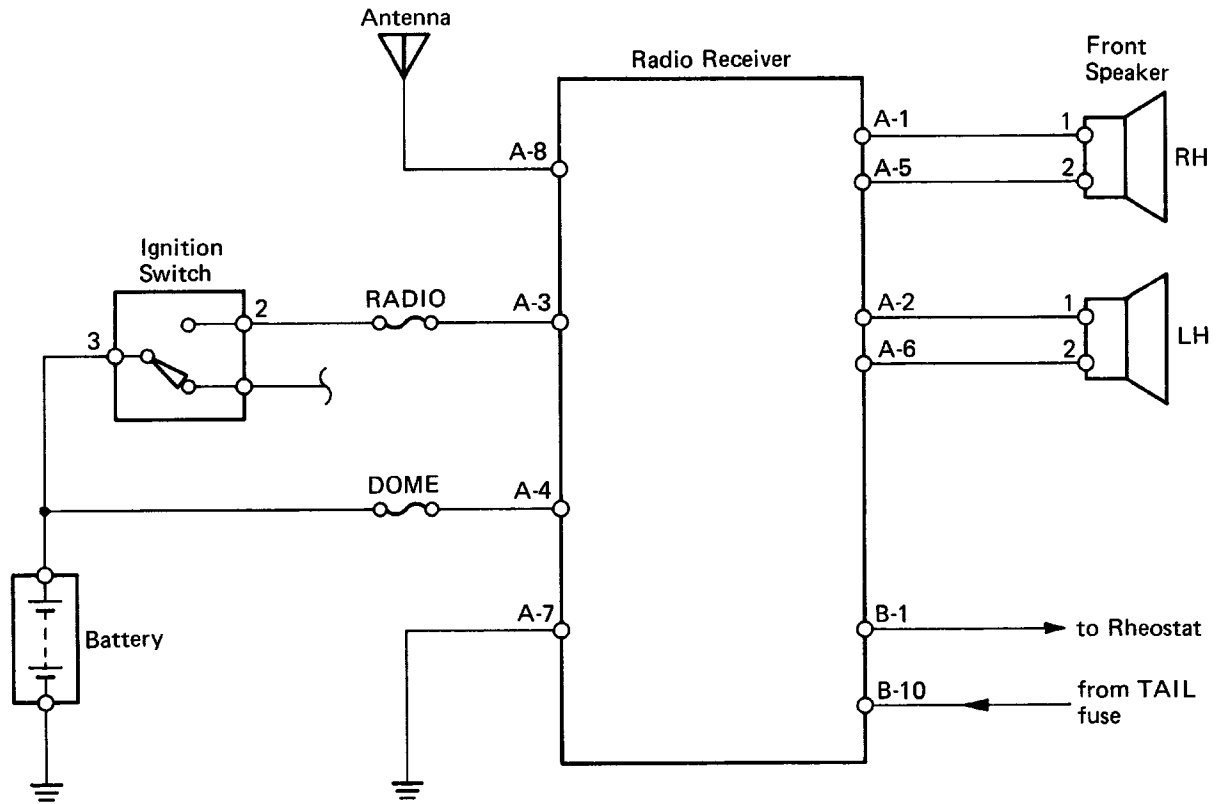 Antenna
Radio Receiver
Front
Speaker
A-1
1
A-8
A-5
2
RH
Ignition
Switch
RADIO
2
A-3
A-2
1
3
A-6
2
LH
DOME
A-4
A-7
B-1
to Rheostat
Battery
B-10
from TAIL
fuse